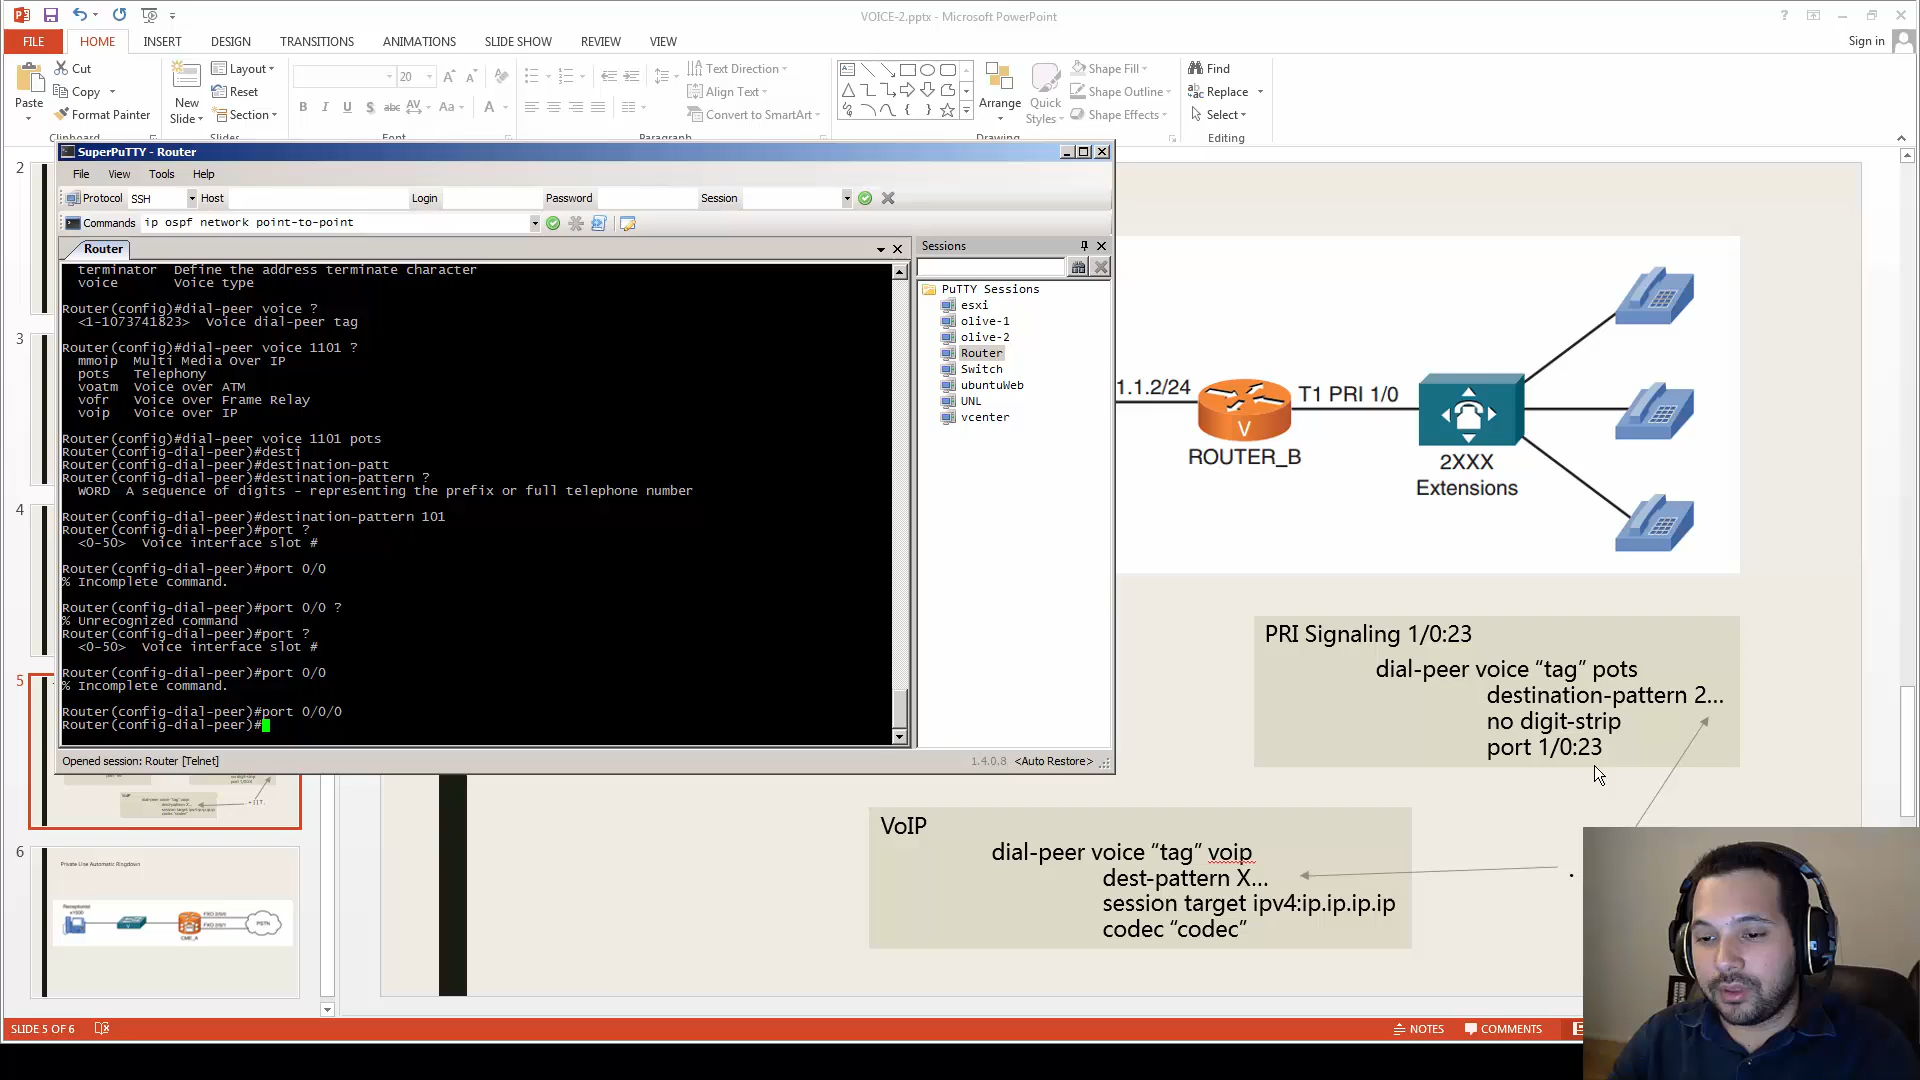 VOICE-2.pptx - Microsoft PowerPoint
FILE HOME INSERT DESIGN TRANSITIONS ANIMATIONS SLIDE SHOW REVIEW VIEW
Sign in
Paste
Cut
Copy
Format Painter
Clipboard
New Slide
Layout
Reset
Section
20
Font
Text Direction
Align Text
Convert to SmartArt
Paragraph
Arrange
Quick Styles
Shape Fill
Shape Outline
Shape Effects
Drawing
Find
Replace
Select
Editing
SuperPuTTY - Router
File View Tools Help
Protocol SSH Host Login Password Session
Commands ip ospf network point-to-point
Router
terminator Define the address terminate character
voice Voice type
Router(config)#dial-peer voice ?
<1-1073741823> Voice dial-peer tag
Router(config)#dial-peer voice 1101 ?
mmoip Multi Media Over IP
pots Telephony
voatm Voice over ATM
vofr Voice over Frame Relay
voip Voice over IP
Router(config)#dial-peer voice 1101 pots
Router(config-dial-peer)#desti
Router(config-dial-peer)#destination-patt
Router(config-dial-peer)#destination-pattern ?
WORD A sequence of digits - representing the prefix or full telephone number
Router(config-dial-peer)#destination-pattern 101
Router(config-dial-peer)#port ?
<0-50> Voice interface slot #
Router(config-dial-peer)#port 0/0
% Incomplete command.
Router(config-dial-peer)#port 0/0 ?
% Unrecognized command
Router(config-dial-peer)#port ?
<0-50> Voice interface slot #
Router(config-dial-peer)#port 0/0
% Incomplete command.
Router(config-dial-peer)#port 0/0/0
Router(config-dial-peer)#
Sessions
PuTTY Sessions
esxi
olive-1
olive-2
Router
Switch
ubuntuWeb
UNL
vcenter
Opened session: Router [Telnet]
1.4.0.8 <Auto Restore>
1.1.2/24
V
ROUTER_B
T1 PRI 1/0
2XXX
Extensions
PRI Signaling 1/0:23
dial-peer voice “tag” pots
destination-pattern 2...
no digit-strip
port 1/0:23
VoIP
dial-peer voice “tag” voip
dest-pattern X...
session target ipv4:ip.ip.ip.ip
codec “codec”
.
2
3
4
5
6
Private Line Automatic Ringdown
PSTN
SLIDE 5 OF 6
NOTES
COMMENTS